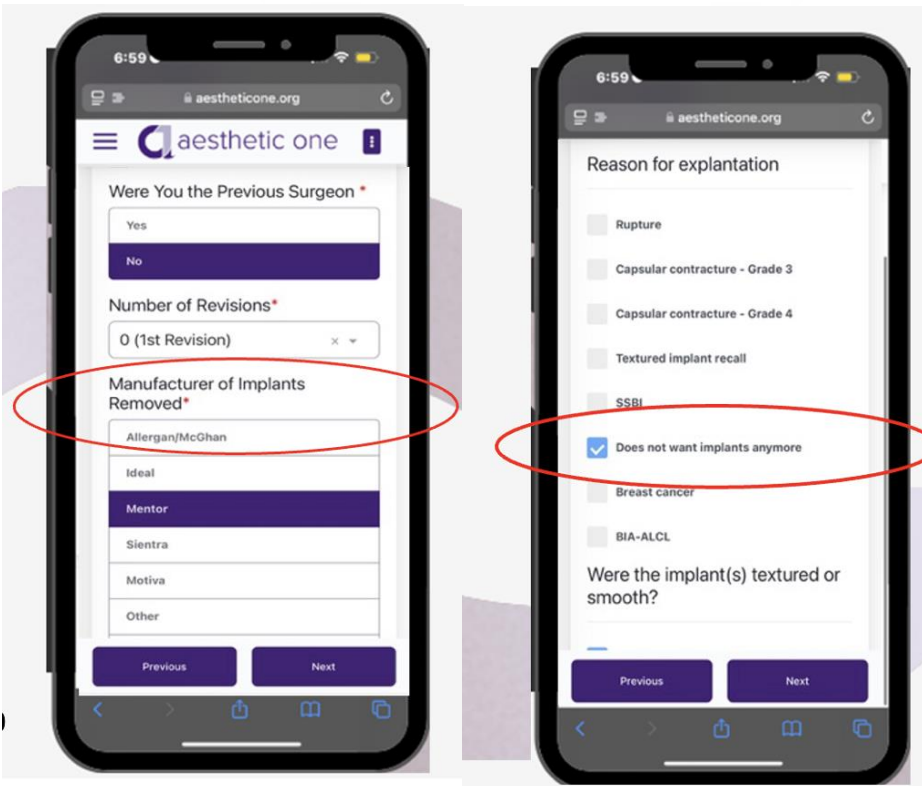 6:59
aestheticone.org
aesthetic one
Were You the Previous Surgeon *
Yes
No
Number of Revisions*
0 (1st Revision)
Manufacturer of Implants
Removed*
Allergan/McGhan
Ideal
Mentor
Sientra
Motiva
Other
Previous
Next
6:59
aestheticone.org
Reason for explantation
Rupture
Capsular contracture - Grade 3
Capsular contracture - Grade 4
Textured implant recall
SSBI
Does not want implants anymore
Breast cancer
BIA-ALCL
Were the implant(s) textured or
smooth?
Previous
Next